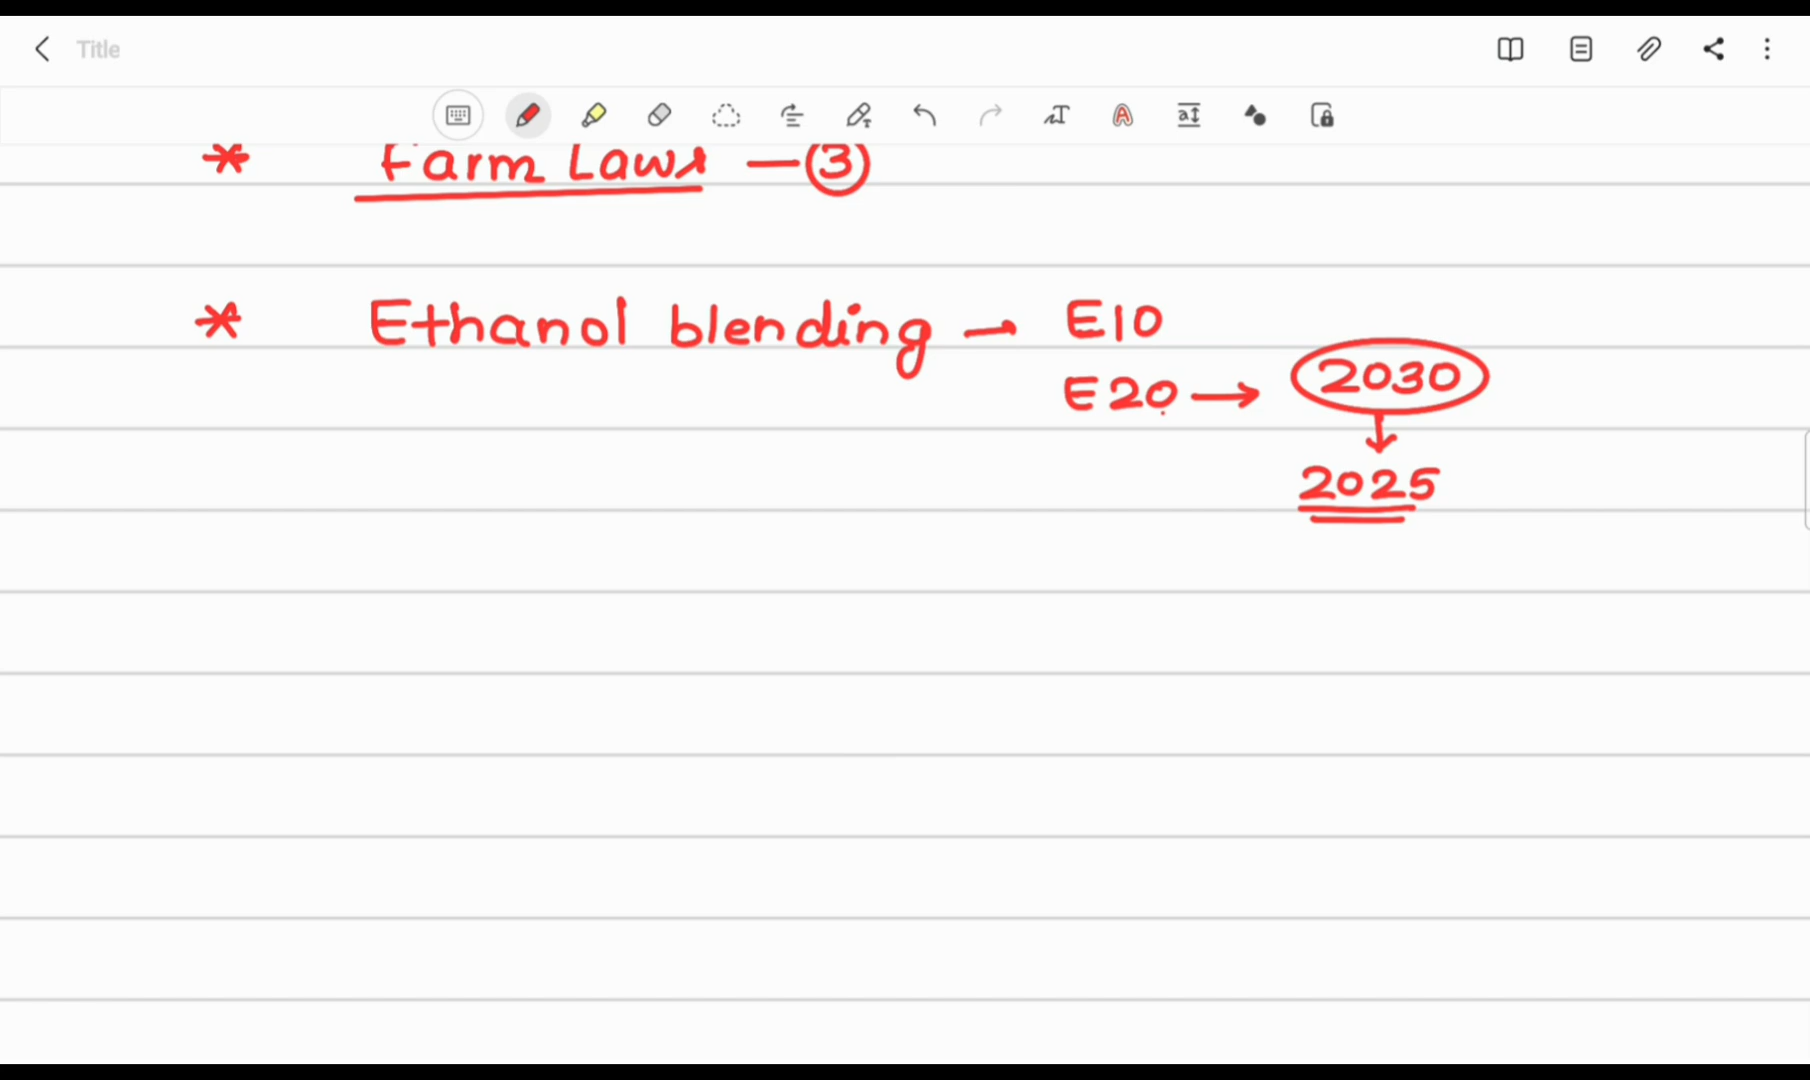 Title
* Farm Laws — 3
* Ethanol blending — E10
E20 → 2030
↓
2025